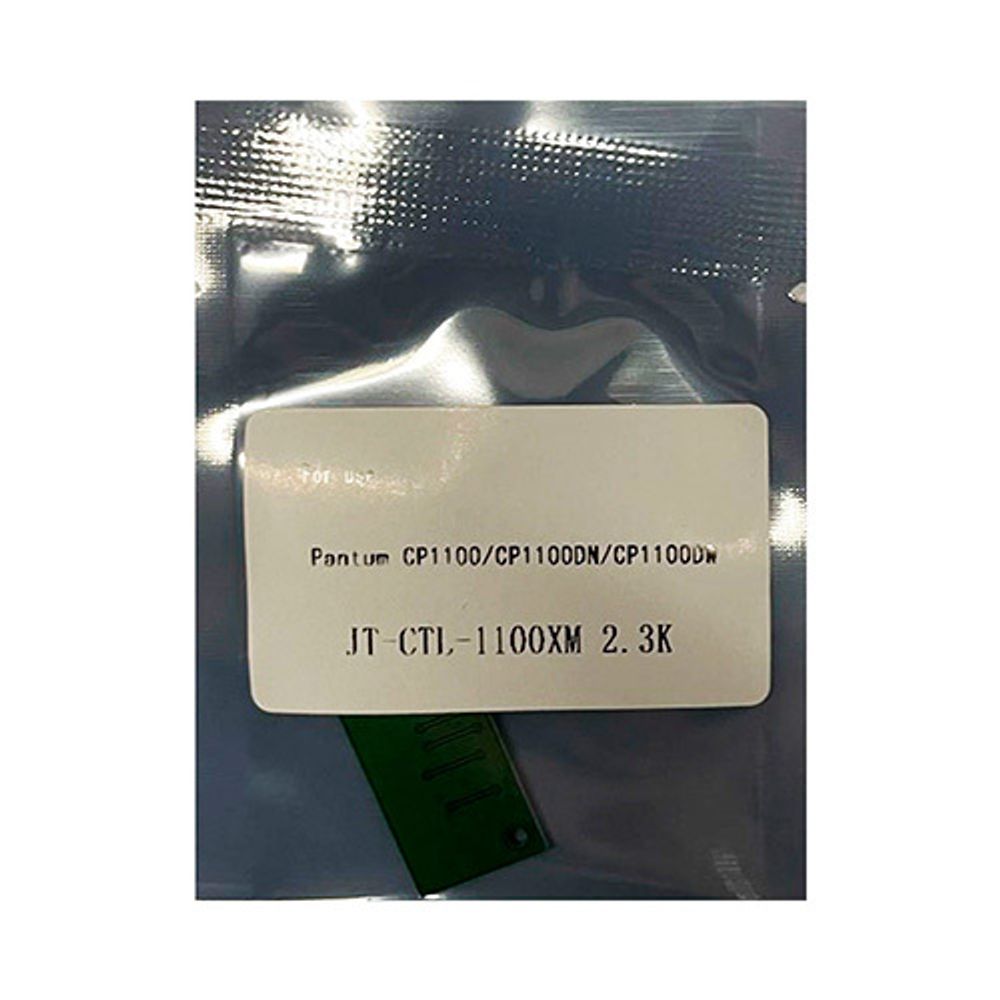 For use
Pantum CP1100/CP1100DN/CP1100DW
JT-CTL-1100XM 2.3K